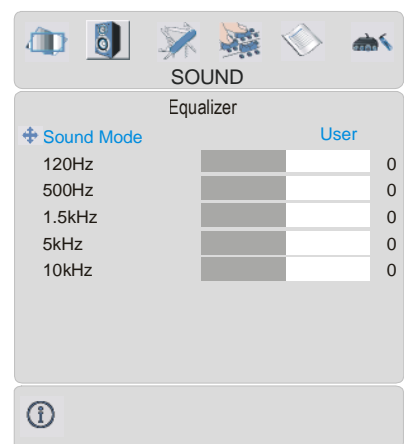 SOUND
Equalizer
Sound Mode User
120Hz 0
500Hz 0
1.5kHz 0
5kHz 0
10kHz 0